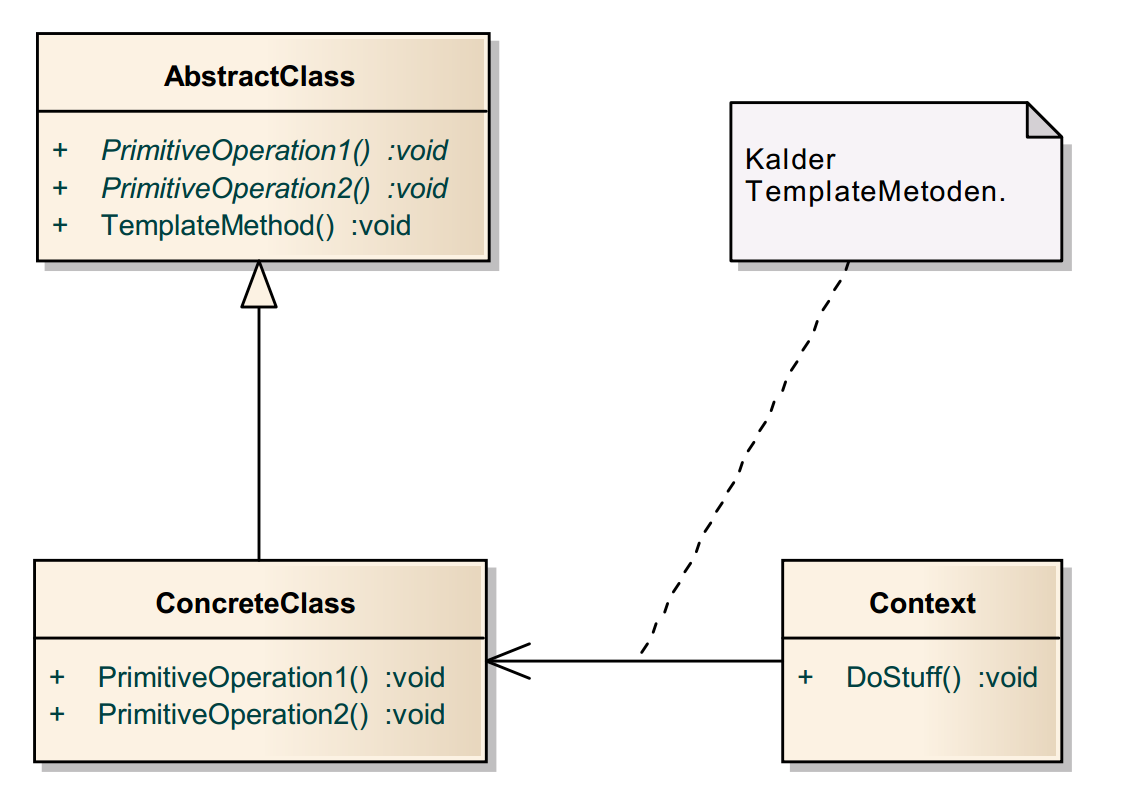 AbstractClass
+ PrimitiveOperation1() :void
+ PrimitiveOperation2() :void
+ TemplateMethod() :void
Kalder
TemplateMetoden.
ConcreteClass
+ PrimitiveOperation1() :void
+ PrimitiveOperation2() :void
Context
+ DoStuff() :void